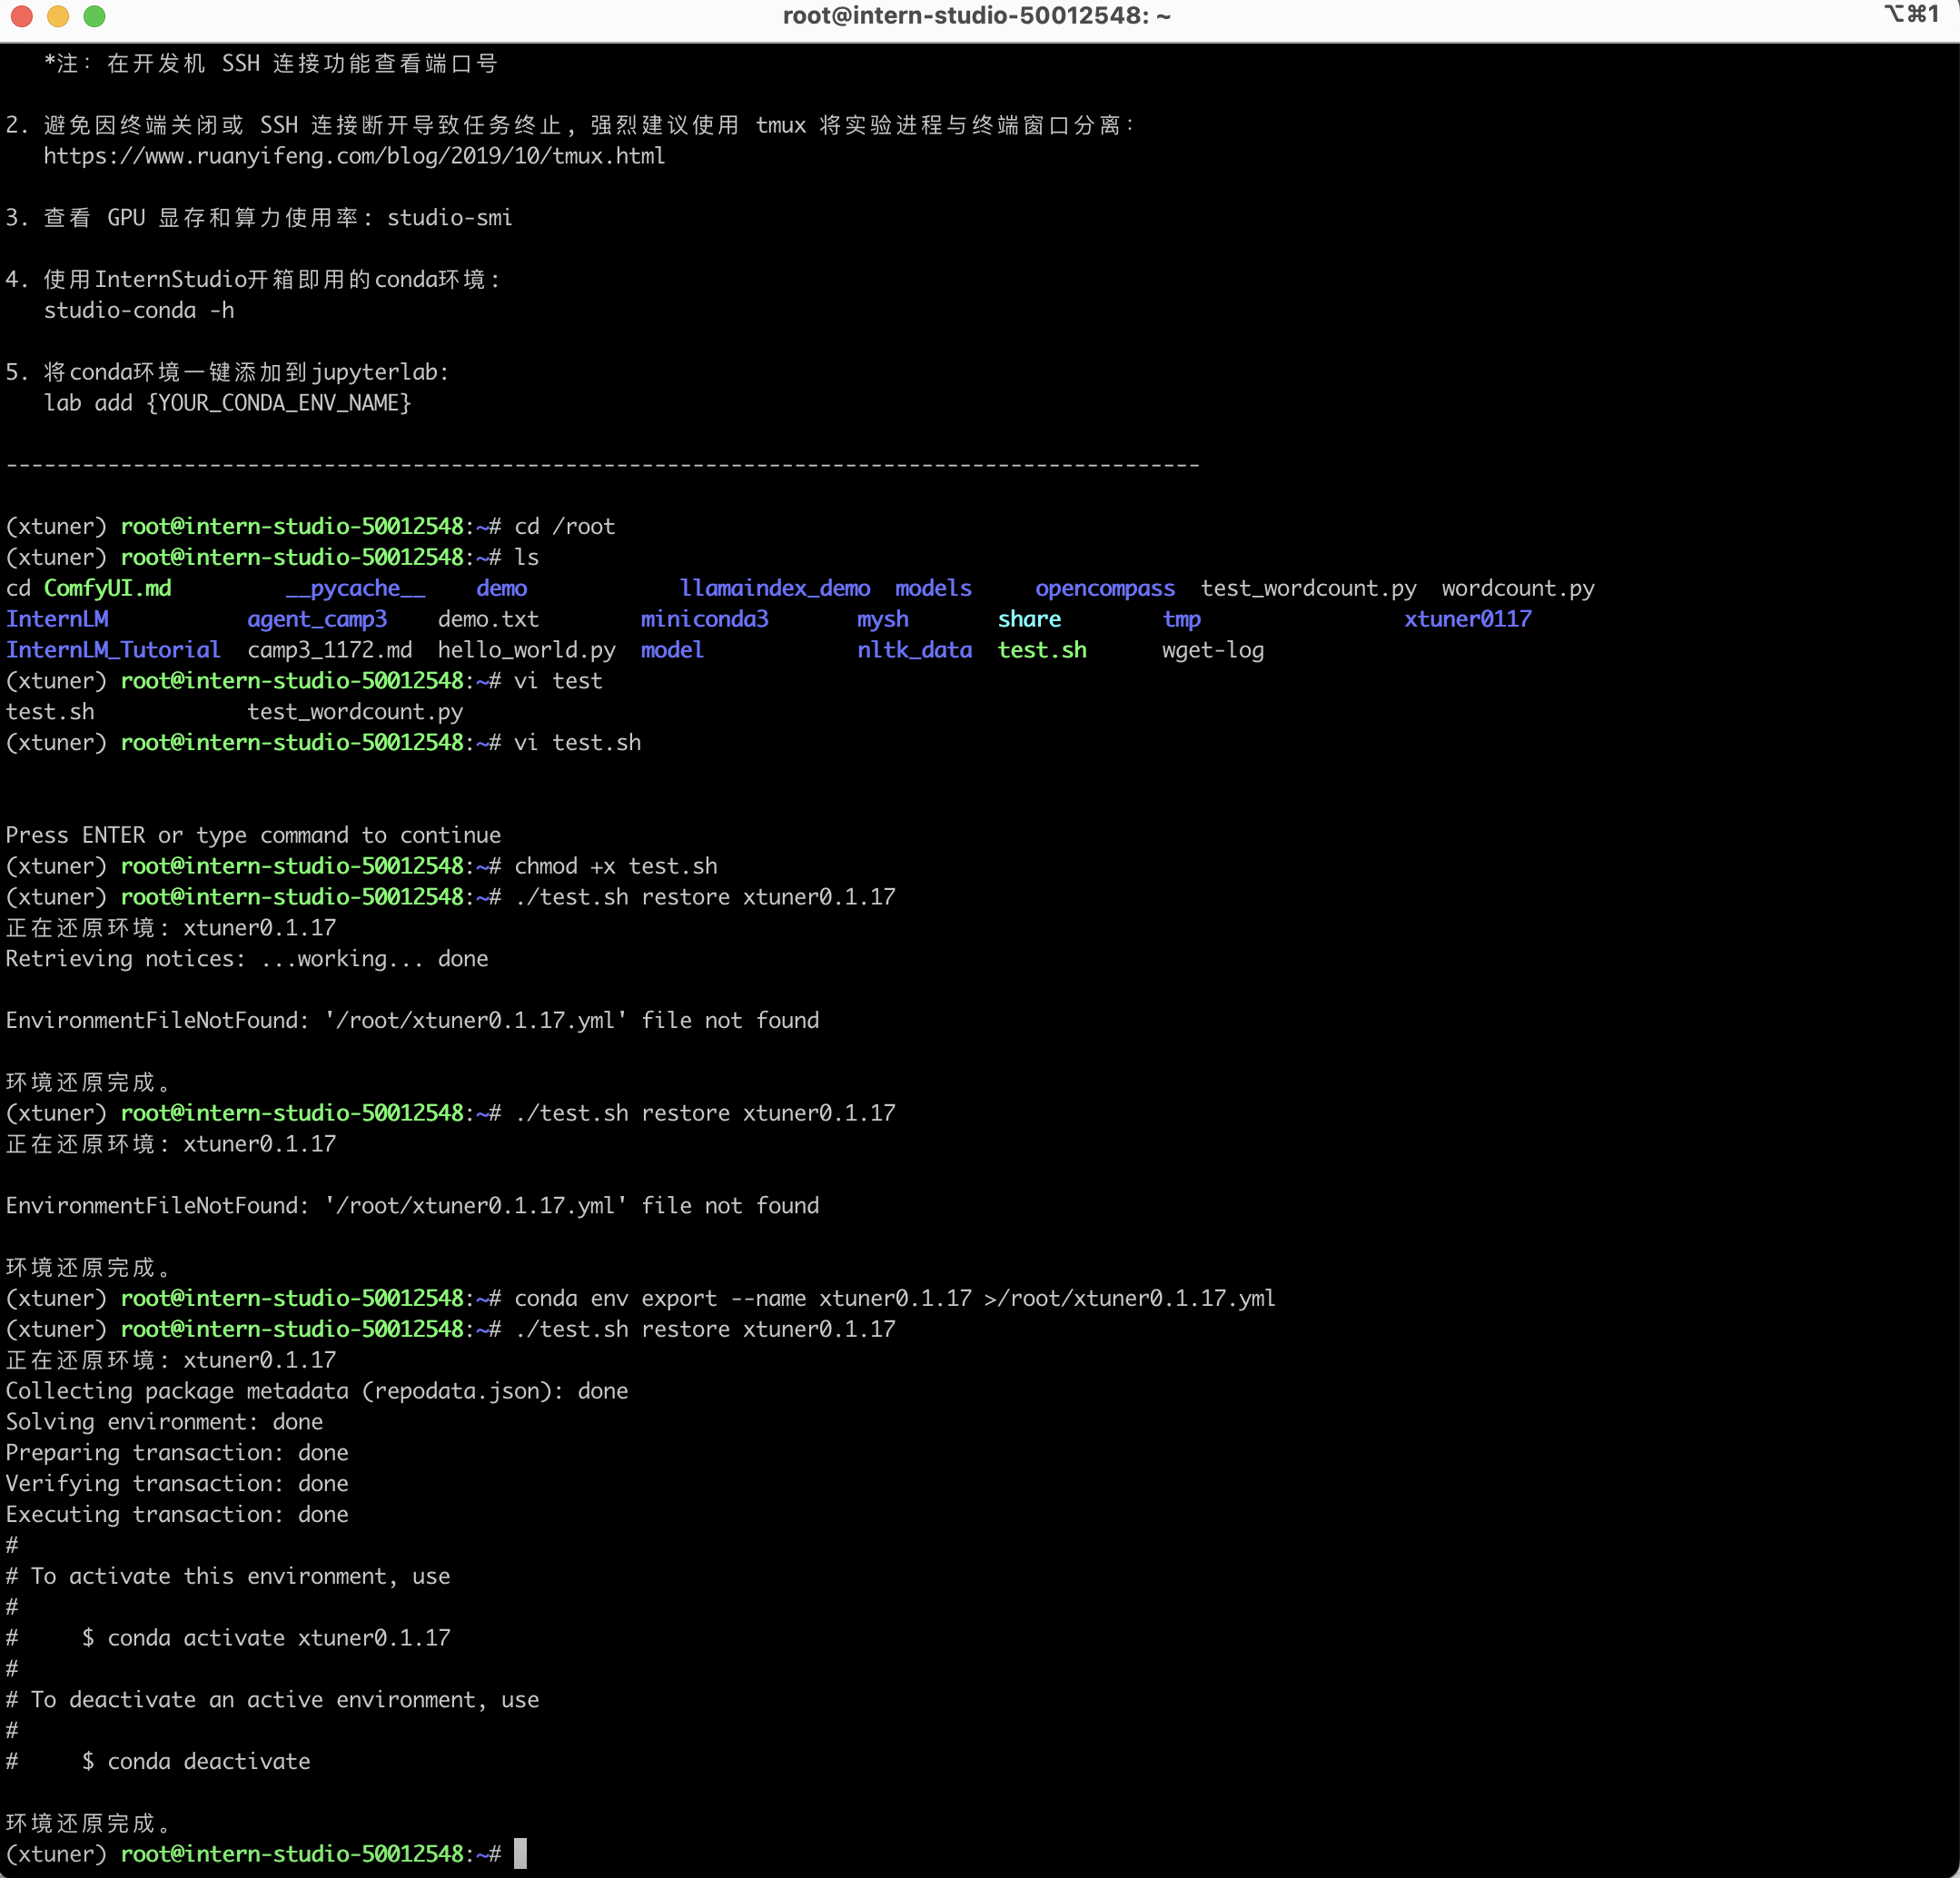 root@intern-studio-50012548: ~
⌥⌘1
*注: 在开发机 SSH 连接功能查看端口号
2. 避免因终端关闭或 SSH 连接断开导致任务终止, 强烈建议使用 tmux 将实验进程与终端窗口分离:
https://www.ruanyifeng.com/blog/2019/10/tmux.html
3. 查看 GPU 显存和算力使用率: studio-smi
4. 使用InternStudio开箱即用的conda环境:
studio-conda -h
5. 将conda环境一键添加到jupyterlab:
lab add {YOUR_CONDA_ENV_NAME}
----------------------------------------------------------------------------------------------
(xtuner) root@intern-studio-50012548:~# cd /root
(xtuner) root@intern-studio-50012548:~# ls
cd ComfyUI.md __pycache__ demo llamaindex_demo models opencompass test_wordcount.py wordcount.py
InternLM agent_camp3 demo.txt miniconda3 mysh share tmp xtuner0117
InternLM_Tutorial camp3_1172.md hello_world.py model nltk_data test.sh wget-log
(xtuner) root@intern-studio-50012548:~# vi test
test.sh test_wordcount.py
(xtuner) root@intern-studio-50012548:~# vi test.sh
Press ENTER or type command to continue
(xtuner) root@intern-studio-50012548:~# chmod +x test.sh
(xtuner) root@intern-studio-50012548:~# ./test.sh restore xtuner0.1.17
正在还原环境: xtuner0.1.17
Retrieving notices: ...working... done
EnvironmentFileNotFound: '/root/xtuner0.1.17.yml' file not found
环境还原完成。
(xtuner) root@intern-studio-50012548:~# ./test.sh restore xtuner0.1.17
正在还原环境: xtuner0.1.17
EnvironmentFileNotFound: '/root/xtuner0.1.17.yml' file not found
环境还原完成。
(xtuner) root@intern-studio-50012548:~# conda env export --name xtuner0.1.17 >/root/xtuner0.1.17.yml
(xtuner) root@intern-studio-50012548:~# ./test.sh restore xtuner0.1.17
正在还原环境: xtuner0.1.17
Collecting package metadata (repodata.json): done
Solving environment: done
Preparing transaction: done
Verifying transaction: done
Executing transaction: done
#
# To activate this environment, use
#
#     $ conda activate xtuner0.1.17
#
# To deactivate an active environment, use
#
#     $ conda deactivate
环境还原完成。
(xtuner) root@intern-studio-50012548:~#